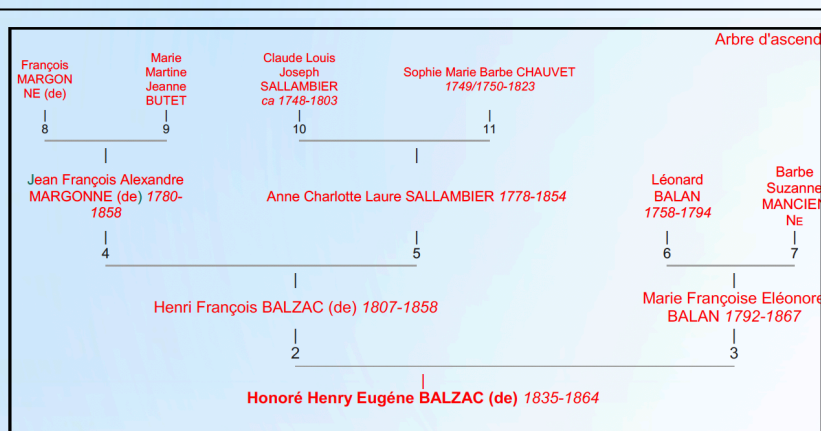 Arbre d'ascend
François
MARGON
NE (de)
Marie
Martine
Jeanne
BUTET
Claude Louis
Joseph
SALLAMBIER
ca 1748-1803
Sophie Marie Barbe CHAUVET
1749/1750-1823
8
9
10
11
Jean François Alexandre
MARGONNE (de) 1780-
1858
Anne Charlotte Laure SALLAMBIER 1778-1854
Léonard
BALAN
1758-1794
Barbe
Suzanne
MANCIEN
NE
4
5
6
7
Henri François BALZAC (de) 1807-1858
Marie Françoise Eléonore
BALAN 1792-1867
2
3
Honoré Henry Eugéne BALZAC (de) 1835-1864